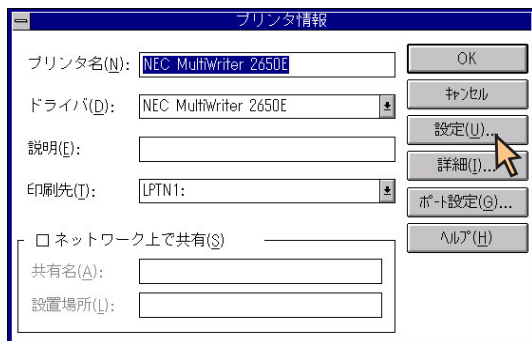 プリンタ情報
プリンタ名(N): NEC MultiWriter 2650E
ドライバ(D): NEC MultiWriter 2650E
説明(E):
印刷先(T): LPTN1:
ネットワーク上で共有(S)
共有名(A):
設置場所(L):
OK
キャンセル
設定(U)...
詳細(I)...
ポート設定(G)...
ヘルプ(H)